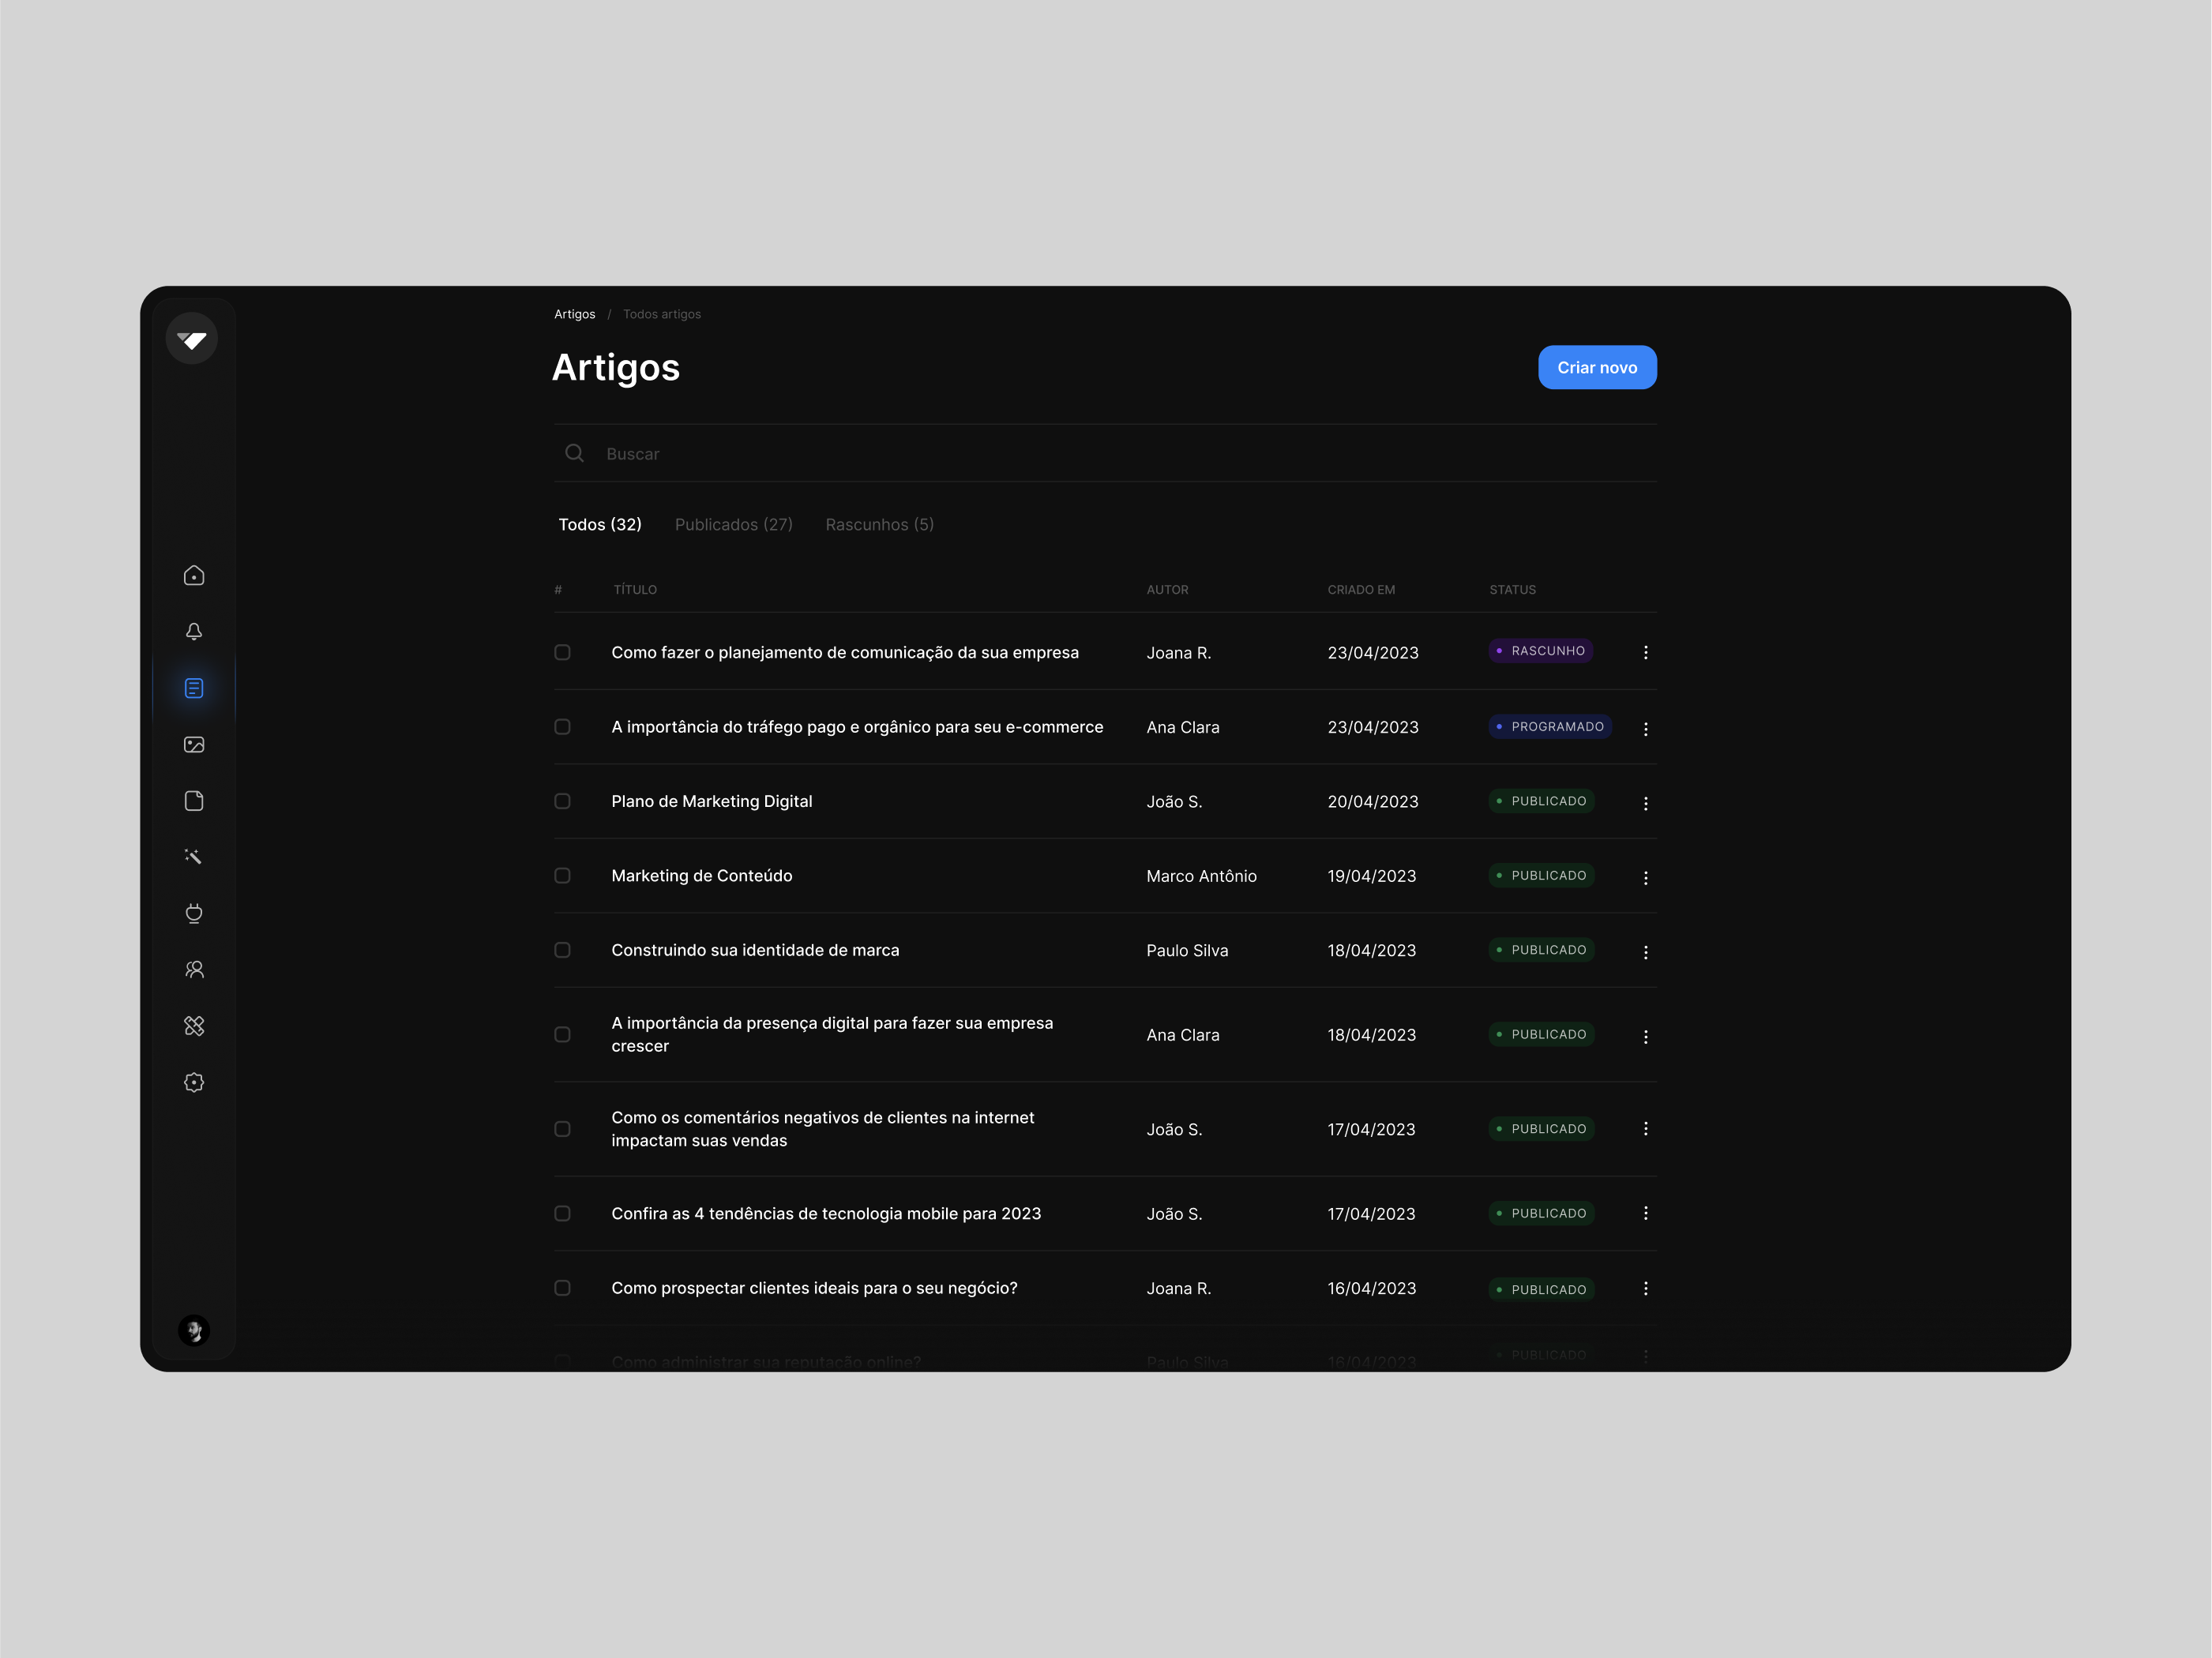 Artigos / Todos artigos
Artigos
Criar novo
Buscar
Todos (32) Publicados (27) Rascunhos (5)
# TÍTULO AUTOR CRIADO EM STATUS
Como fazer o planejamento de comunicação da sua empresa Joana R. 23/04/2023 RASCUNHO
A importância do tráfego pago e orgânico para seu e-commerce Ana Clara 23/04/2023 PROGRAMADO
Plano de Marketing Digital João S. 20/04/2023 PUBLICADO
Marketing de Conteúdo Marco Antônio 19/04/2023 PUBLICADO
Construindo sua identidade de marca Paulo Silva 18/04/2023 PUBLICADO
A importância da presença digital para fazer sua empresa
crescer Ana Clara 18/04/2023 PUBLICADO
Como os comentários negativos de clientes na internet
impactam suas vendas João S. 17/04/2023 PUBLICADO
Confira as 4 tendências de tecnologia mobile para 2023 João S. 17/04/2023 PUBLICADO
Como prospectar clientes ideais para o seu negócio? Joana R. 16/04/2023 PUBLICADO
Como administrar sua reputação online? Paulo Silva 16/04/2023 PUBLICADO